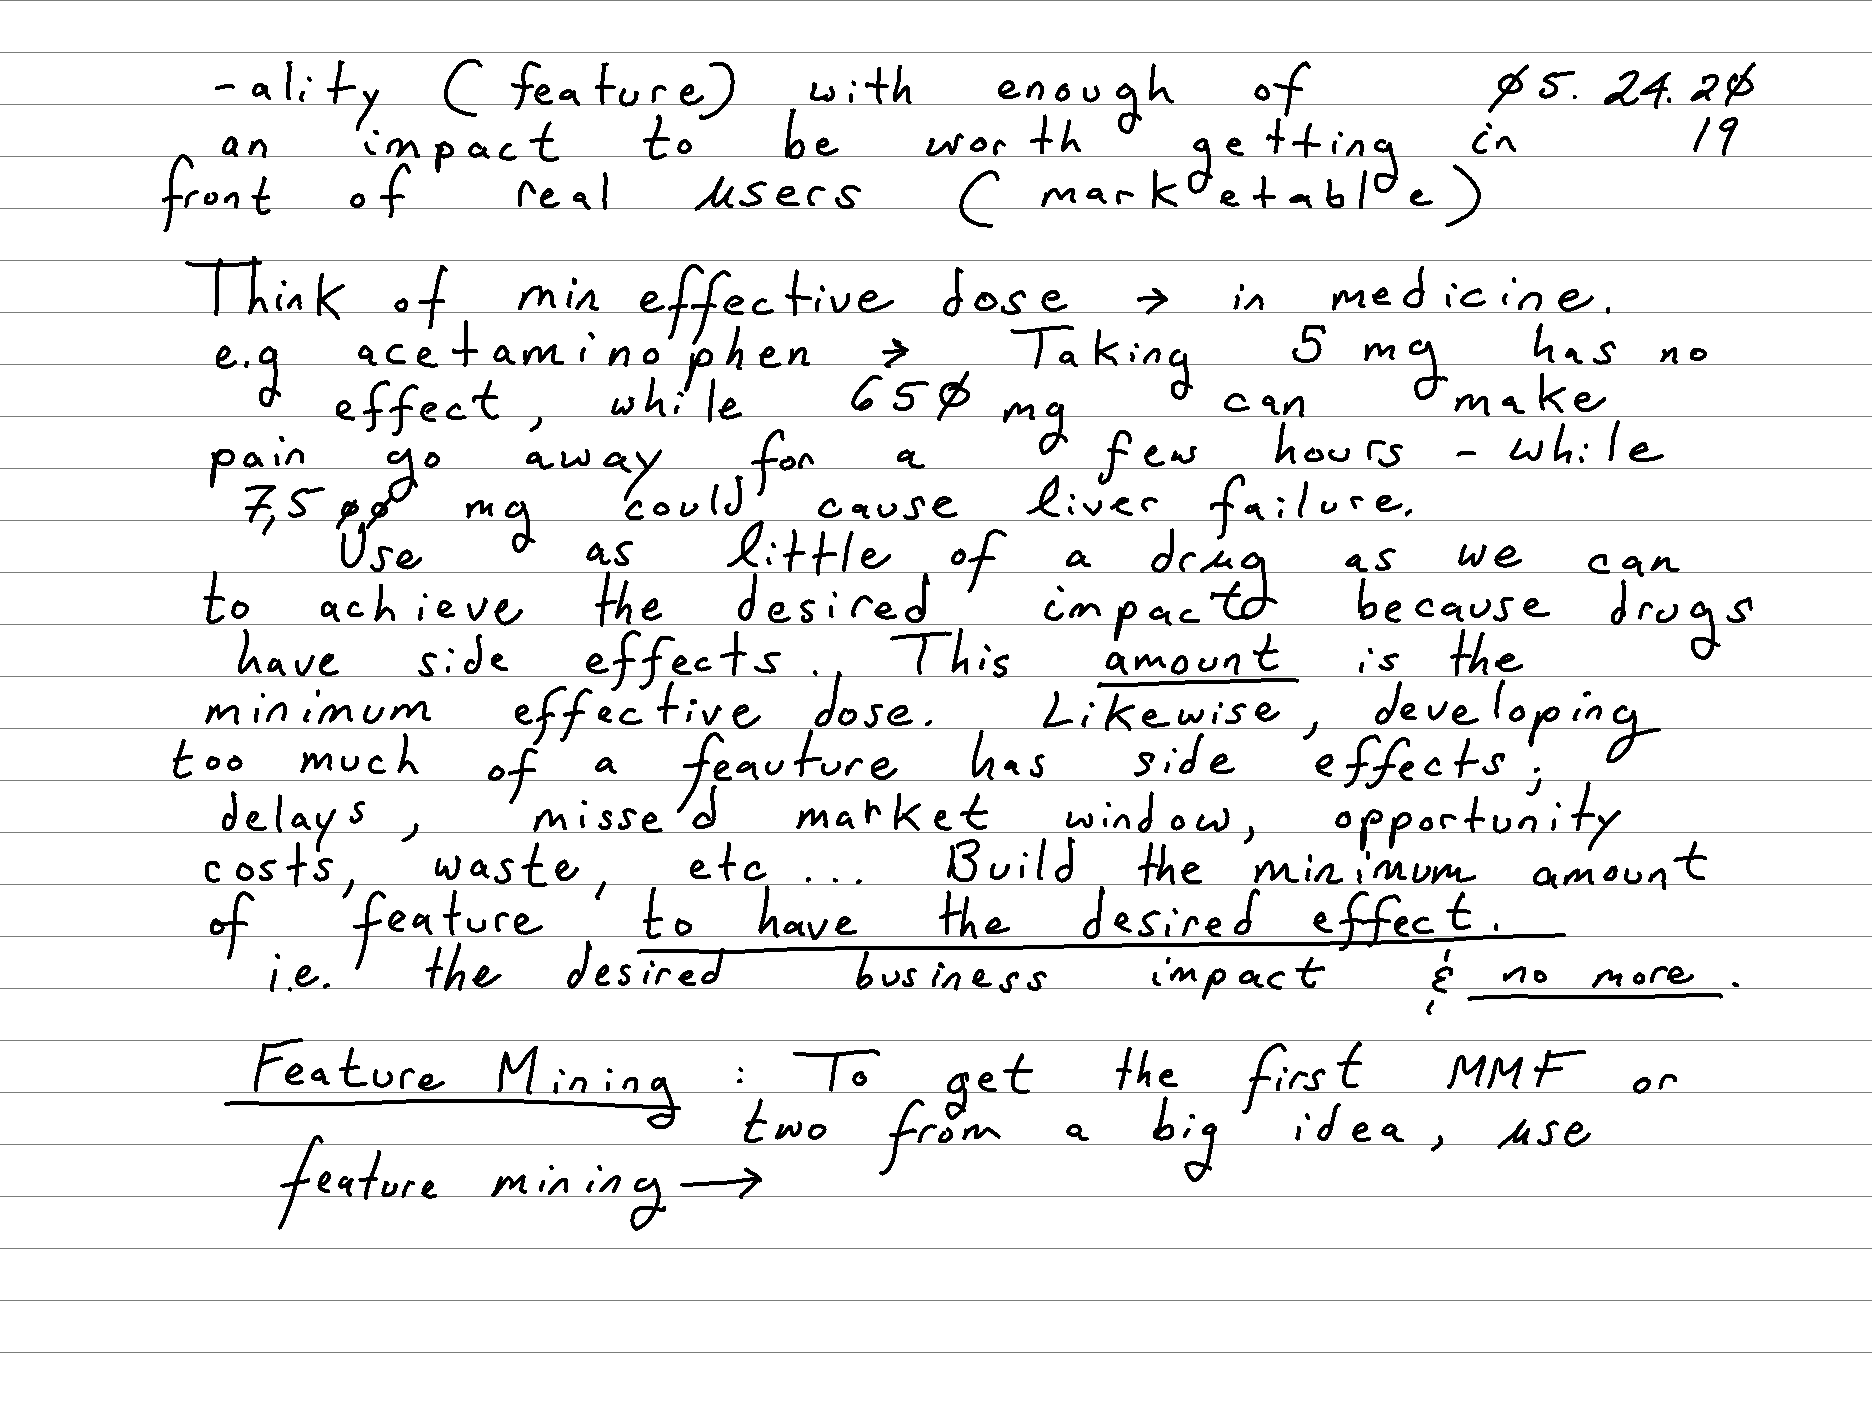 -ality (feature) with enough of ø5. 24. 2ø
an impact to be worth getting in 19
front of real users (marketable)
Think of min effective dose → in medicine.
e.g acetaminophen → Taking 5 mg has no
effect, while 65ø mg can make
pain go away for a few hours - while
7,5øø mg could cause liver failure.
Use as little of a drug as we can
to achieve the desired impact because drugs
have side effects. This amount is the
minimum effective dose. Likewise, developing
too much of a feauture has side effects;
delays, missed market window, opportunity
costs, waste, etc ... Build the minimum amount
of feature to have the desired effect.
i.e. the desired business impact & no more.
Feature Mining : To get the first MMF or
two from a big idea, use
feature mining →